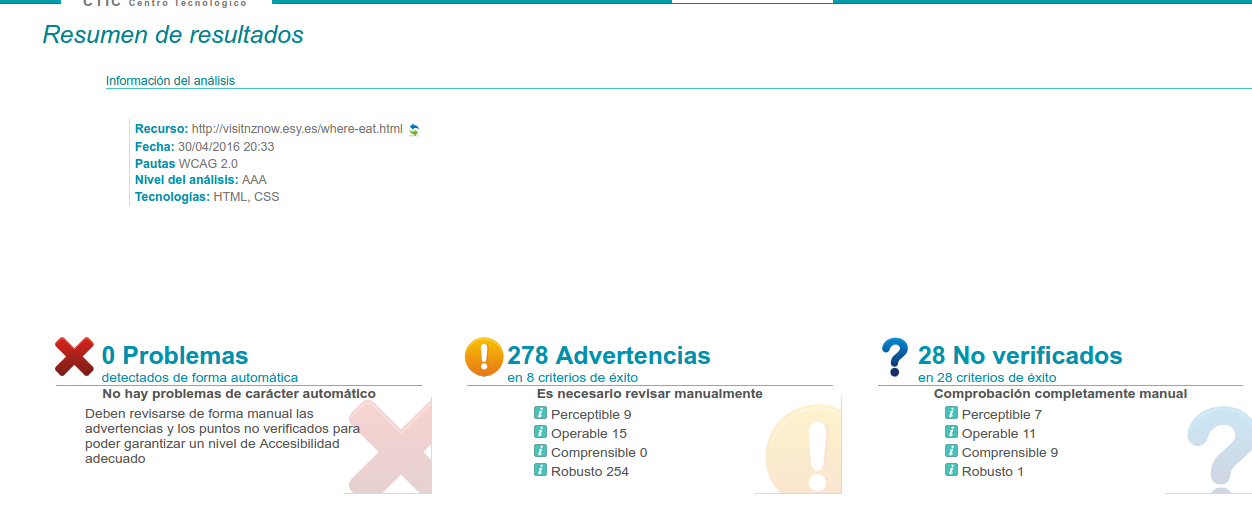 CTIC Centro Tecnológico
Resumen de resultados
Información del análisis
Recurso: http://visitnznow.esy.es/where-eat.html
Fecha: 30/04/2016 20:33
Pautas WCAG 2.0
Nivel del análisis: AAA
Tecnologías: HTML, CSS
0 Problemas
detectados de forma automática
No hay problemas de carácter automático
Deben revisarse de forma manual las
advertencias y los puntos no verificados para
poder garantizar un nivel de Accesibilidad
adecuado
278 Advertencias
en 8 criterios de éxito
Es necesario revisar manualmente
Perceptible 9
Operable 15
Comprensible 0
Robusto 254
28 No verificados
en 28 criterios de éxito
Comprobación completamente manual
Perceptible 7
Operable 11
Comprensible 9
Robusto 1